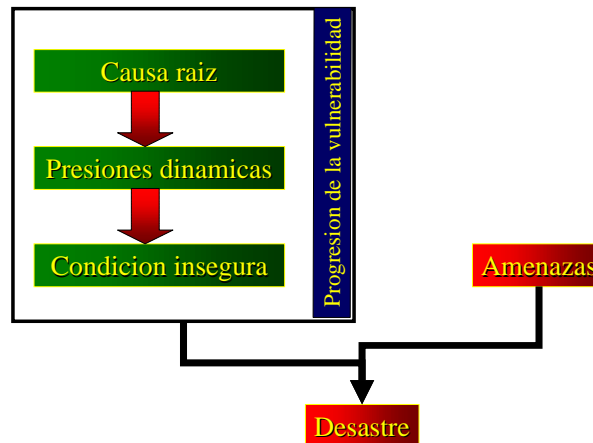 Causa raiz
Presiones dinamicas
Condicion insegura
Progresion de la vulnerabilidad
Amenazas
Desastre